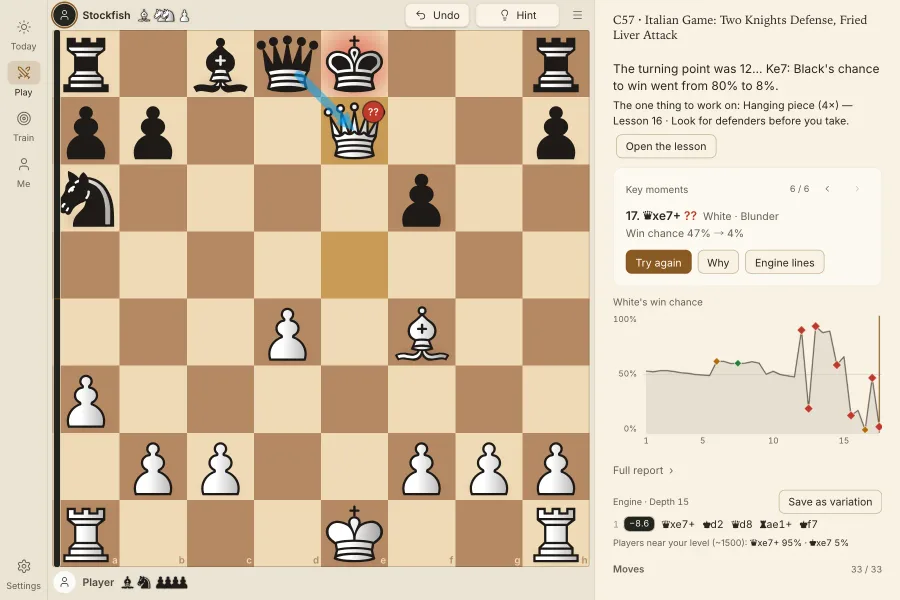 Today
Play
Train
Me
Settings
Stockfish
Undo
Hint
??
a
b
c
d
e
f
g
h
Player
C57 · Italian Game: Two Knights Defense, Fried
Liver Attack
The turning point was 12... Ke7: Black's chance
to win went from 80% to 8%.
The one thing to work on: Hanging piece (4×) —
Lesson 16 · Look for defenders before you take.
Open the lesson
Key moments
6 / 6
17. ♛xe7+ ?? White · Blunder
Win chance 47% → 4%
Try again
Why
Engine lines
White's win chance
100%
50%
0%
1
5
10
15
Full report ›
Engine · Depth 15
Save as variation
1 −8.6 ♛xe7+ ♚d2 ♛d8 ♜ae1+ ♚f7
Players near your level (~1500): ♛xe7+ 95% · ♚xe7 5%
Moves
33 / 33